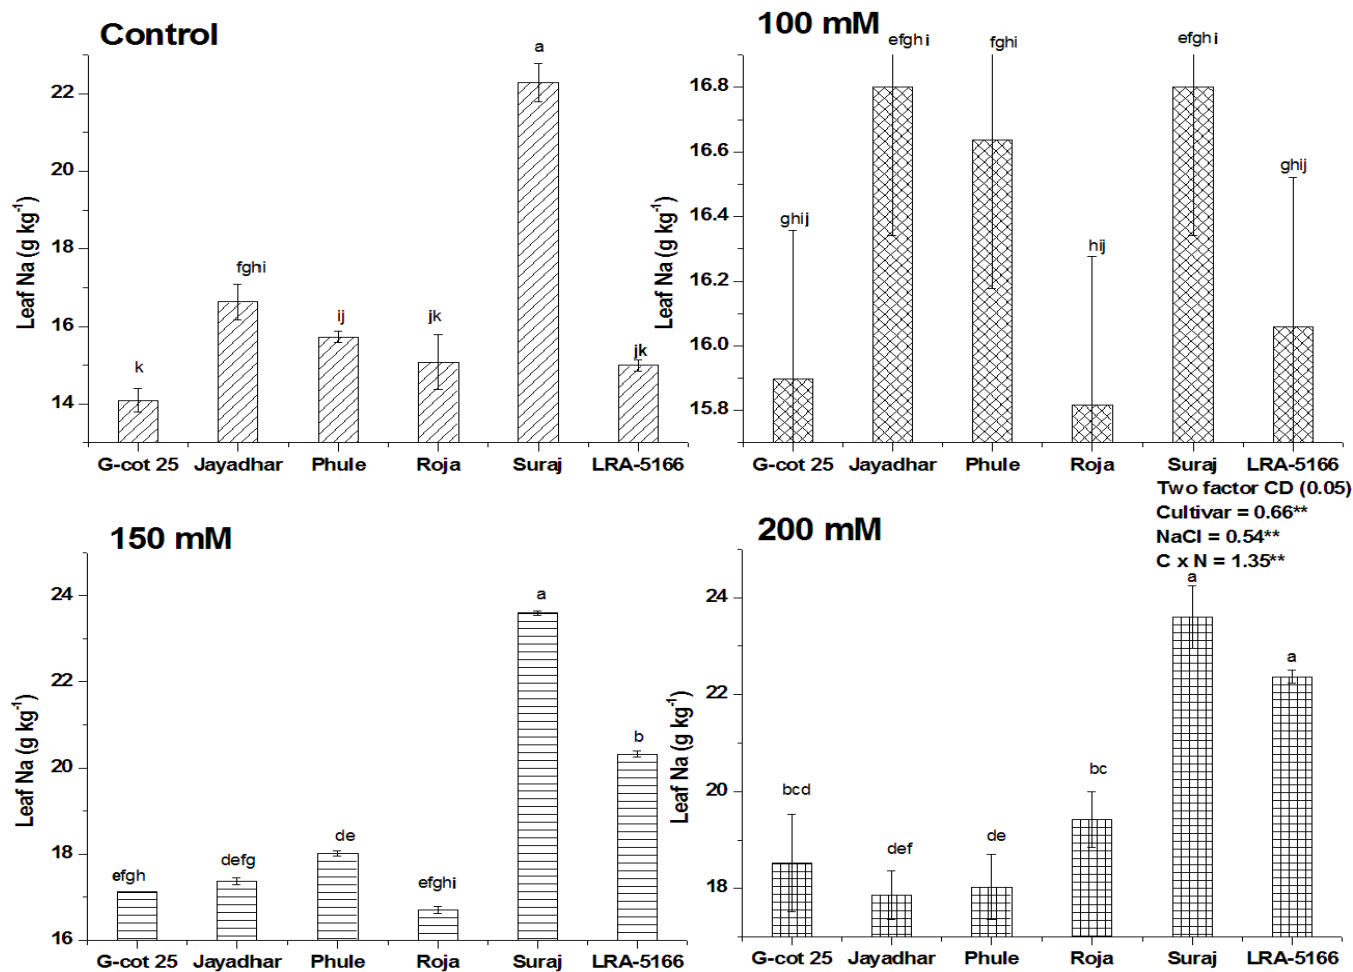 Control
Leaf Na (g kg⁻¹)
22
20
18
16
14
k
fghi
ij
jk
a
jk
G-cot 25 Jayadhar Phule Roja Suraj LRA-5166
100 mM
Leaf Na (g kg⁻¹)
16.8
16.6
16.4
16.2
16.0
15.8
ghij
efghi
fghi
hij
efghi
ghij
G-cot 25 Jayadhar Phule Roja Suraj LRA-5166
Two factor CD (0.05)
Cultivar = 0.66**
NaCl = 0.54**
C x N = 1.35**
150 mM
Leaf Na (g kg⁻¹)
24
22
20
18
16
efgh
defg
de
efghi
a
b
G-cot 25 Jayadhar Phule Roja Suraj LRA-5166
200 mM
Leaf Na (g kg⁻¹)
24
22
20
18
bcd
def
de
bc
a
a
G-cot 25 Jayadhar Phule Roja Suraj LRA-5166